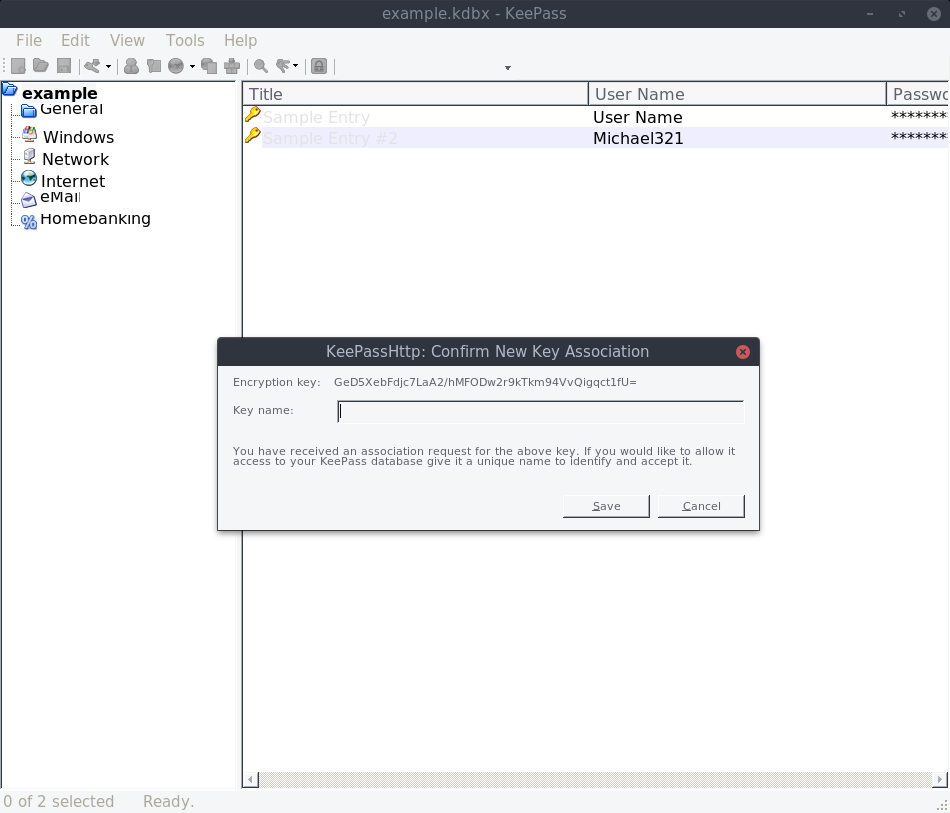 example.kdbx - KeePass
File Edit View Tools Help
example
General
Windows
Network
Internet
eMail
Homebanking
Title User Name Passwo
Sample Entry User Name *******
Sample Entry #2 Michael321 *******
KeePassHttp: Confirm New Key Association
Encryption key: GeD5XebFdjc7LaA2/hMFODw2r9kTkm94VvQigqct1fU=
Key name:
You have received an association request for the above key. If you would like to allow it
access to your KeePass database give it a unique name to identify and accept it.
Save Cancel
0 of 2 selected Ready.